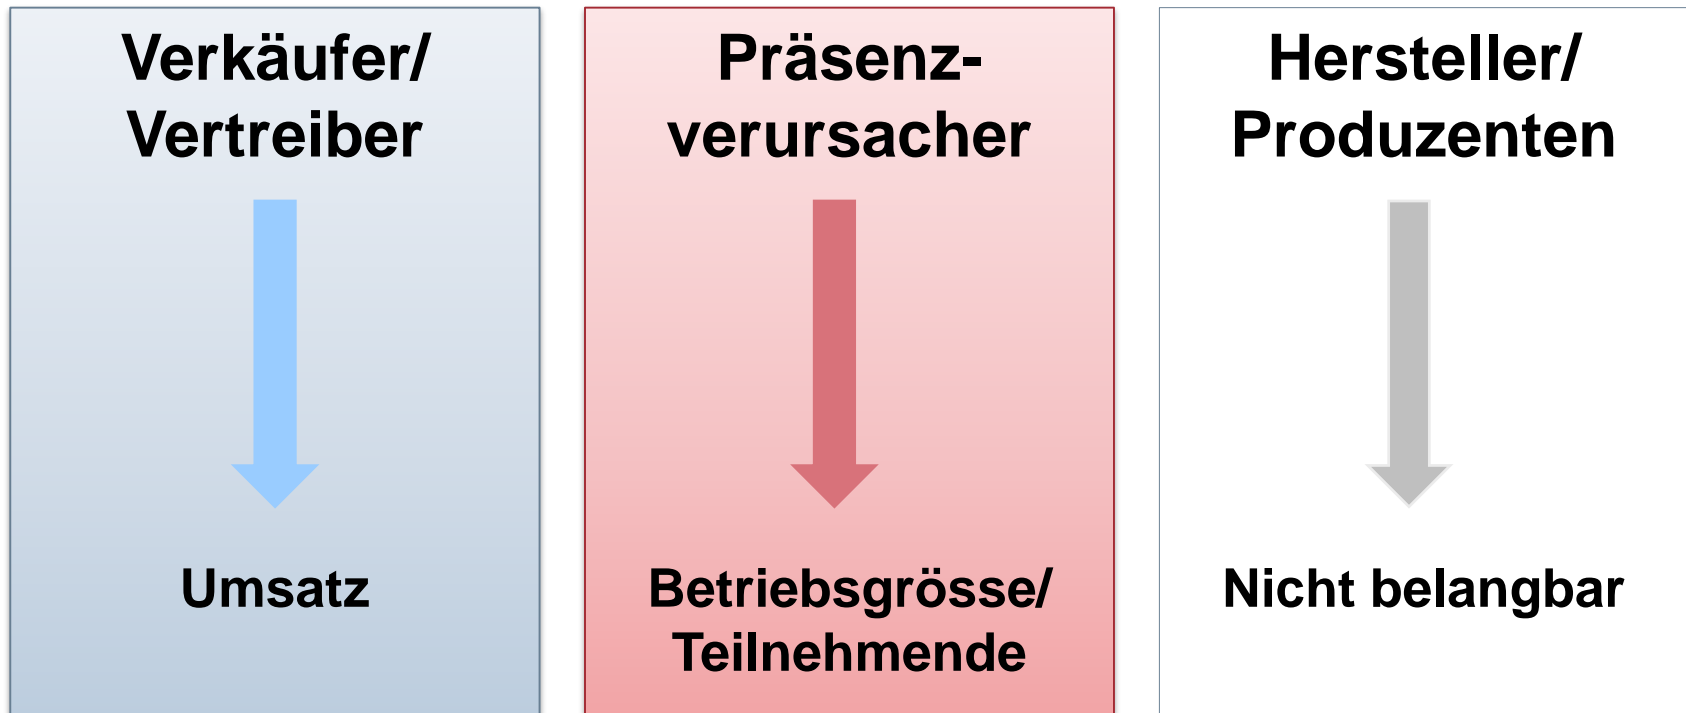 Verkäufer/
Vertreiber
Umsatz
Präsenz-
verursacher
Betriebsgrösse/
Teilnehmende
Hersteller/
Produzenten
Nicht belangbar